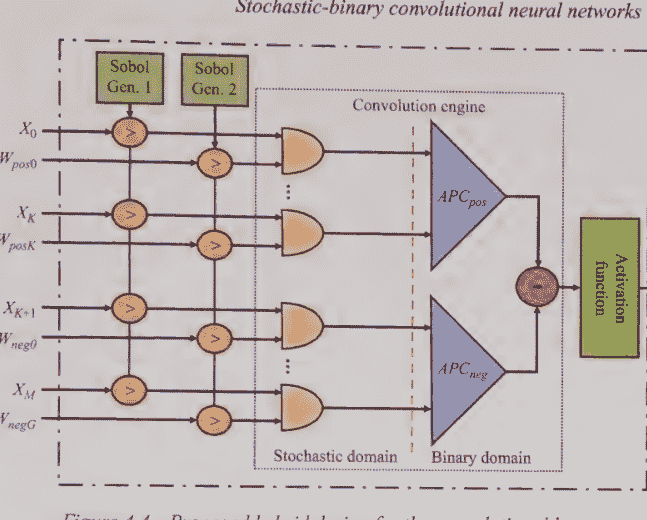 Stochastic-binary convolutional neural networks
Sobol
Gen. 1
Sobol
Gen. 2
Convolution engine
X0
>
Wpos0
>
XK
>
WposK
>
APCpos
XK+1
>
Wneg0
>
XM
>
WnegG
>
APCneg
-
Activation
function
Stochastic domain
Binary domain